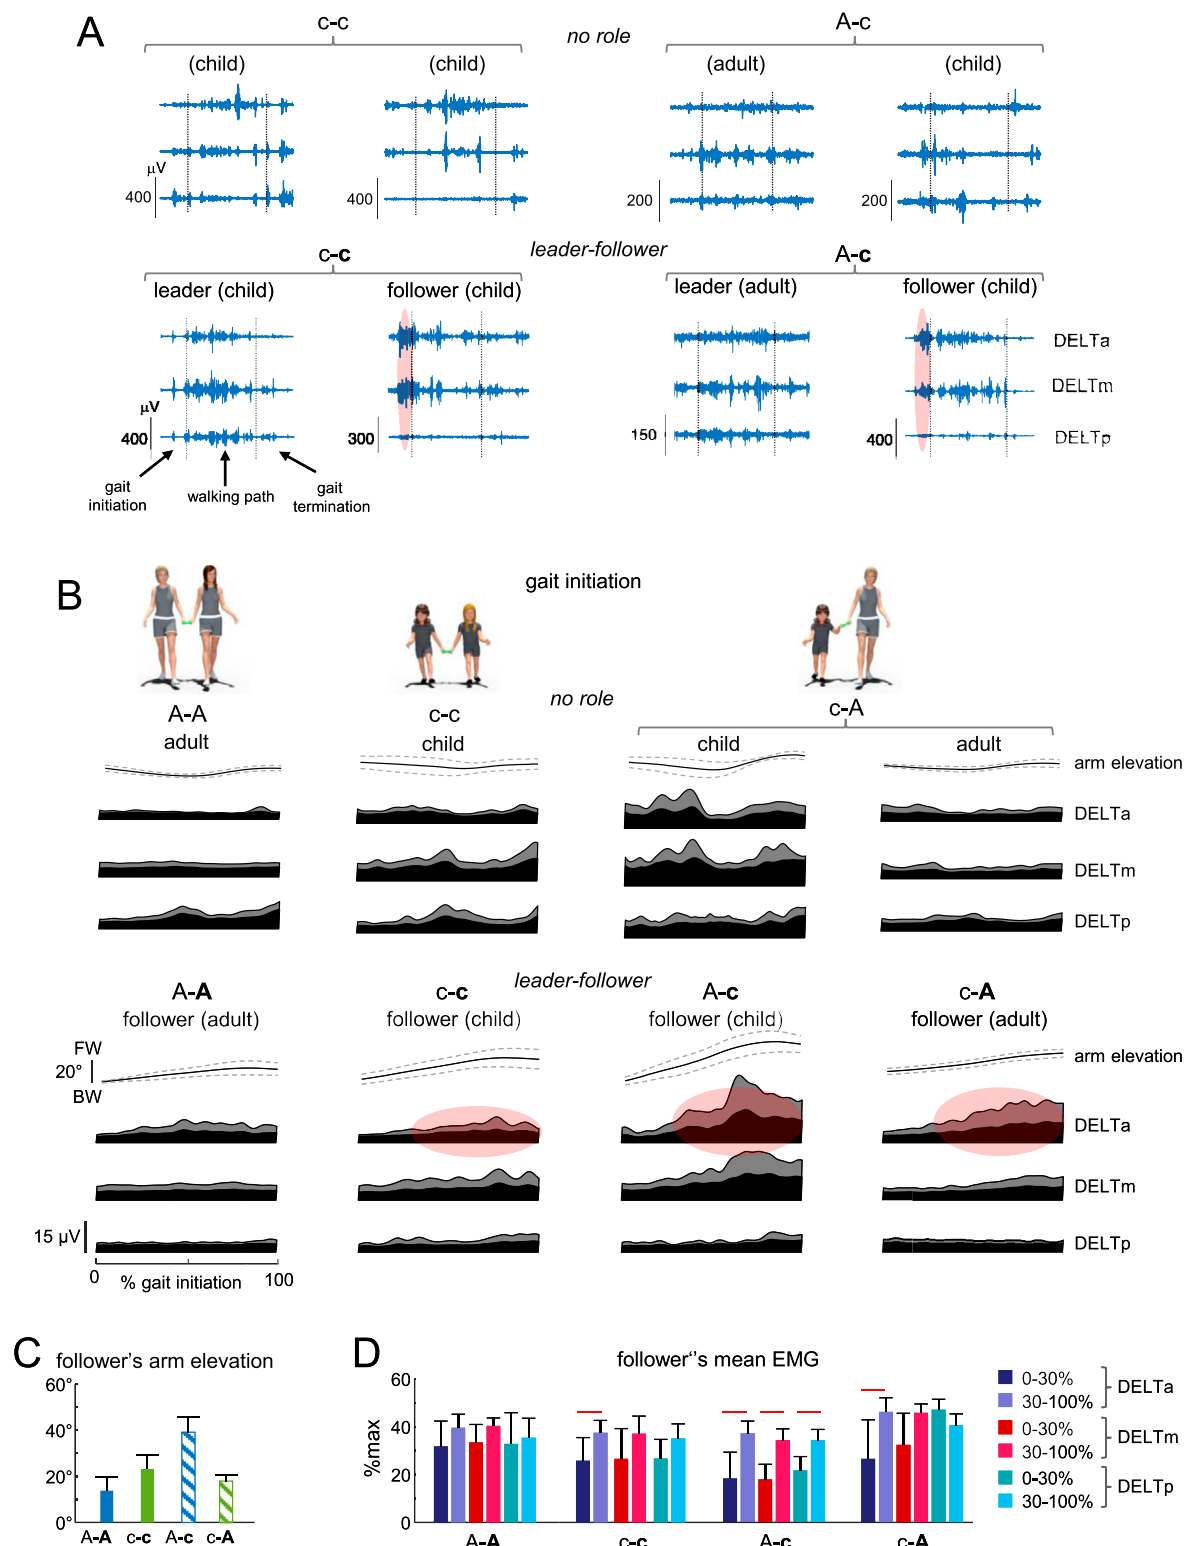 A
c-c
no role
A-c
(child)
(child)
(adult)
(child)
µV
400
400
200
200
leader-follower
c-c
A-c
leader (child)
follower (child)
leader (adult)
follower (child)
DELTa
DELTm
µV
400
300
150
400
DELTp
gait initiation
walking path
gait termination
B
gait initiation
no role
A-A
c-c
c-A
adult
child
child
adult
arm elevation
DELTa
DELTm
DELTp
leader-follower
A-A
c-c
A-c
c-A
follower (adult)
follower (child)
follower (child)
follower (adult)
FW
20°
BW
arm elevation
DELTa
DELTm
15 µV
DELTp
0
% gait initiation
100
C
follower's arm elevation
60°
40°
20°
0°
A-A
c-c
A-c
c-A
D
follower‘'s mean EMG
%max
60
40
20
0
A-A
c-c
A-c
c-A
0-30%
30-100%
DELTa
0-30%
30-100%
DELTm
0-30%
30-100%
DELTp